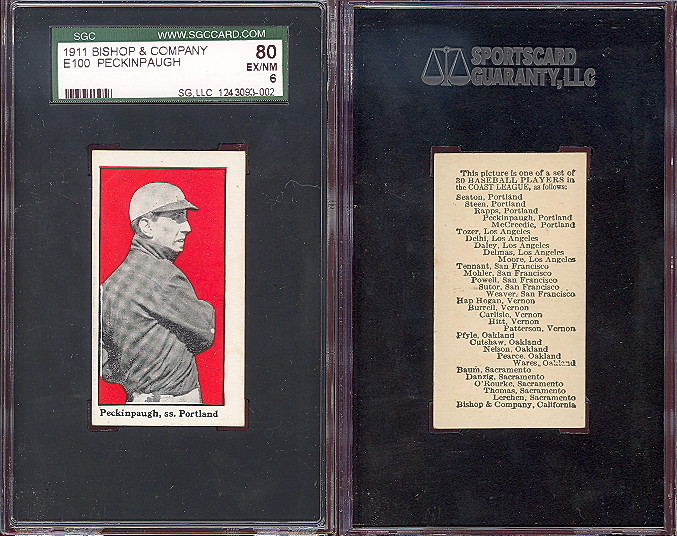 SGC WWW.SGCCARD.COM
1911 BISHOP & COMPANY 80
E100 PECKINPAUGH EX/NM
6
SG, LLC 1243093-002
Peckinpaugh, ss. Portland
SPORTSCARD
GUARANTY, LLC
This picture is one of a set of
30 BASEBALL PLAYERS in
the COAST LEAGUE, as follows:
Seaton, Portland
Steen, Portland
Rapps, Portland
Peckinpaugh, Portland
McCreedie, Portland
Tozer, Los Angeles
Delhi, Los Angeles
Daley, Los Angeles
Delmas, Los Angeles
Moore, Los Angeles
Tennant, San Francisco
Mohler, San Francisco
Powell, San Francisco
Sutor, San Francisco
Weaver, San Francisco
Hap Hogan, Vernon
Burrell, Vernon
Carlisle, Vernon
Hitt, Vernon
Patterson, Vernon
Pfyle, Oakland
Cutshaw, Oakland
Nelson, Oakland
Pearce, Oakland
Wares, Oakland
Baum, Sacramento
Danzig, Sacramento
O'Rourke, Sacramento
Thomas, Sacramento
Lerchen, Sacramento
Bishop & Company, California